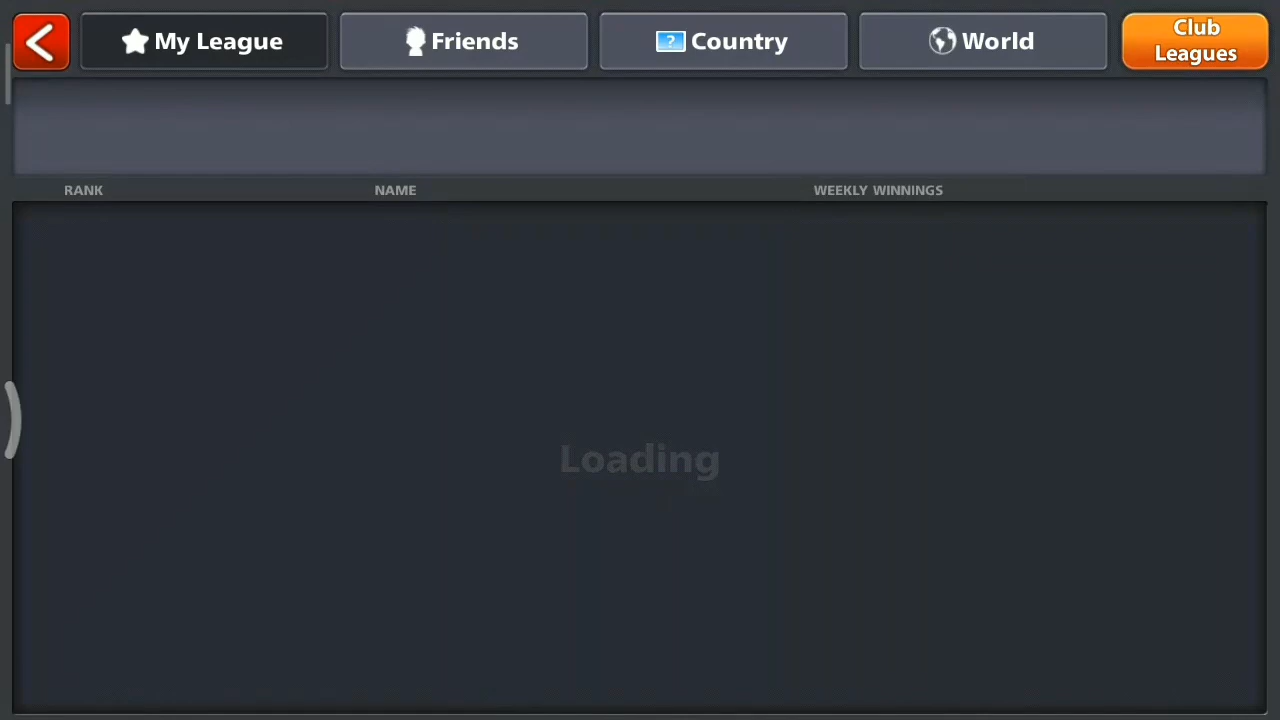 My League
Friends
? Country
World
Club
Leagues
RANK NAME WEEKLY WINNINGS
Loading